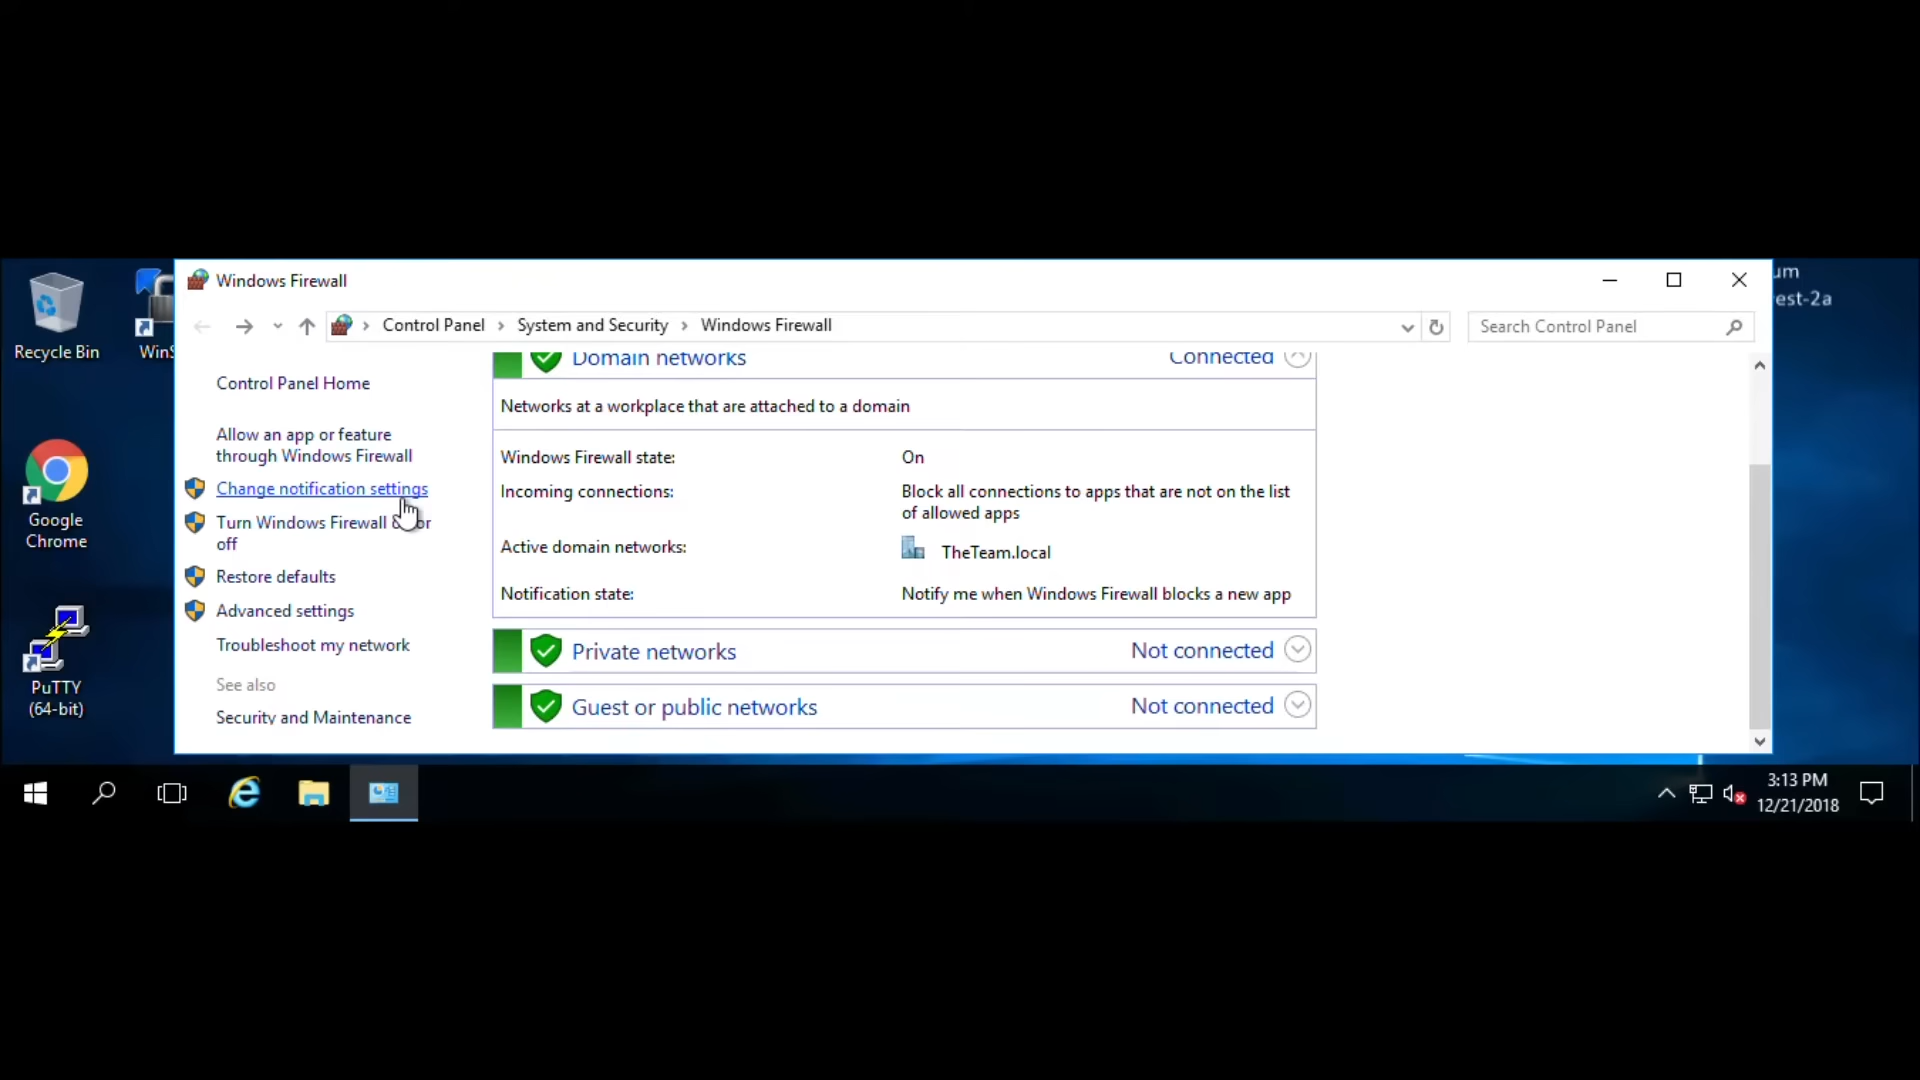 um
est-2a
Recycle Bin
WinS
Google
Chrome
PuTTY
(64-bit)
Windows Firewall
Control Panel
System and Security
Windows Firewall
Search Control Panel
Control Panel Home
Allow an app or feature
through Windows Firewall
Change notification settings
Turn Windows Firewall or
off
Restore defaults
Advanced settings
Troubleshoot my network
See also
Security and Maintenance
Domain networks Connected
Networks at a workplace that are attached to a domain
Windows Firewall state: On
Incoming connections: Block all connections to apps that are not on the list
of allowed apps
Active domain networks: TheTeam.local
Notification state: Notify me when Windows Firewall blocks a new app
Private networks Not connected
Guest or public networks Not connected
3:13 PM
12/21/2018